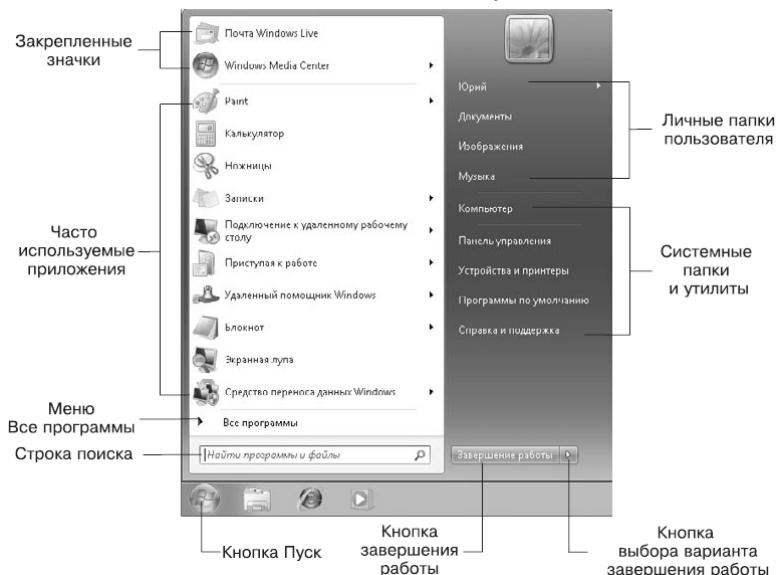 Закрепленные
значки
Почта Windows Live
Windows Media Center
Paint
Калькулятор
Ножницы
Записки
Подключение к удаленному рабочему
столу
Приступая к работе
Удаленный помощник Windows
Блокнот
Экранная лупа
Средство переноса данных Windows
Все программы
Найти программы и файлы
Часто
используемые
приложения
Меню
Все программы
Строка поиска
Юрий
Документы
Изображения
Музыка
Компьютер
Панель управления
Устройства и принтеры
Программы по умолчанию
Справка и поддержка
Завершение работы
Личные папки
пользователя
Системные
папки
и утилиты
Кнопка Пуск
Кнопка
завершения
работы
Кнопка
выбора варианта
завершения работы